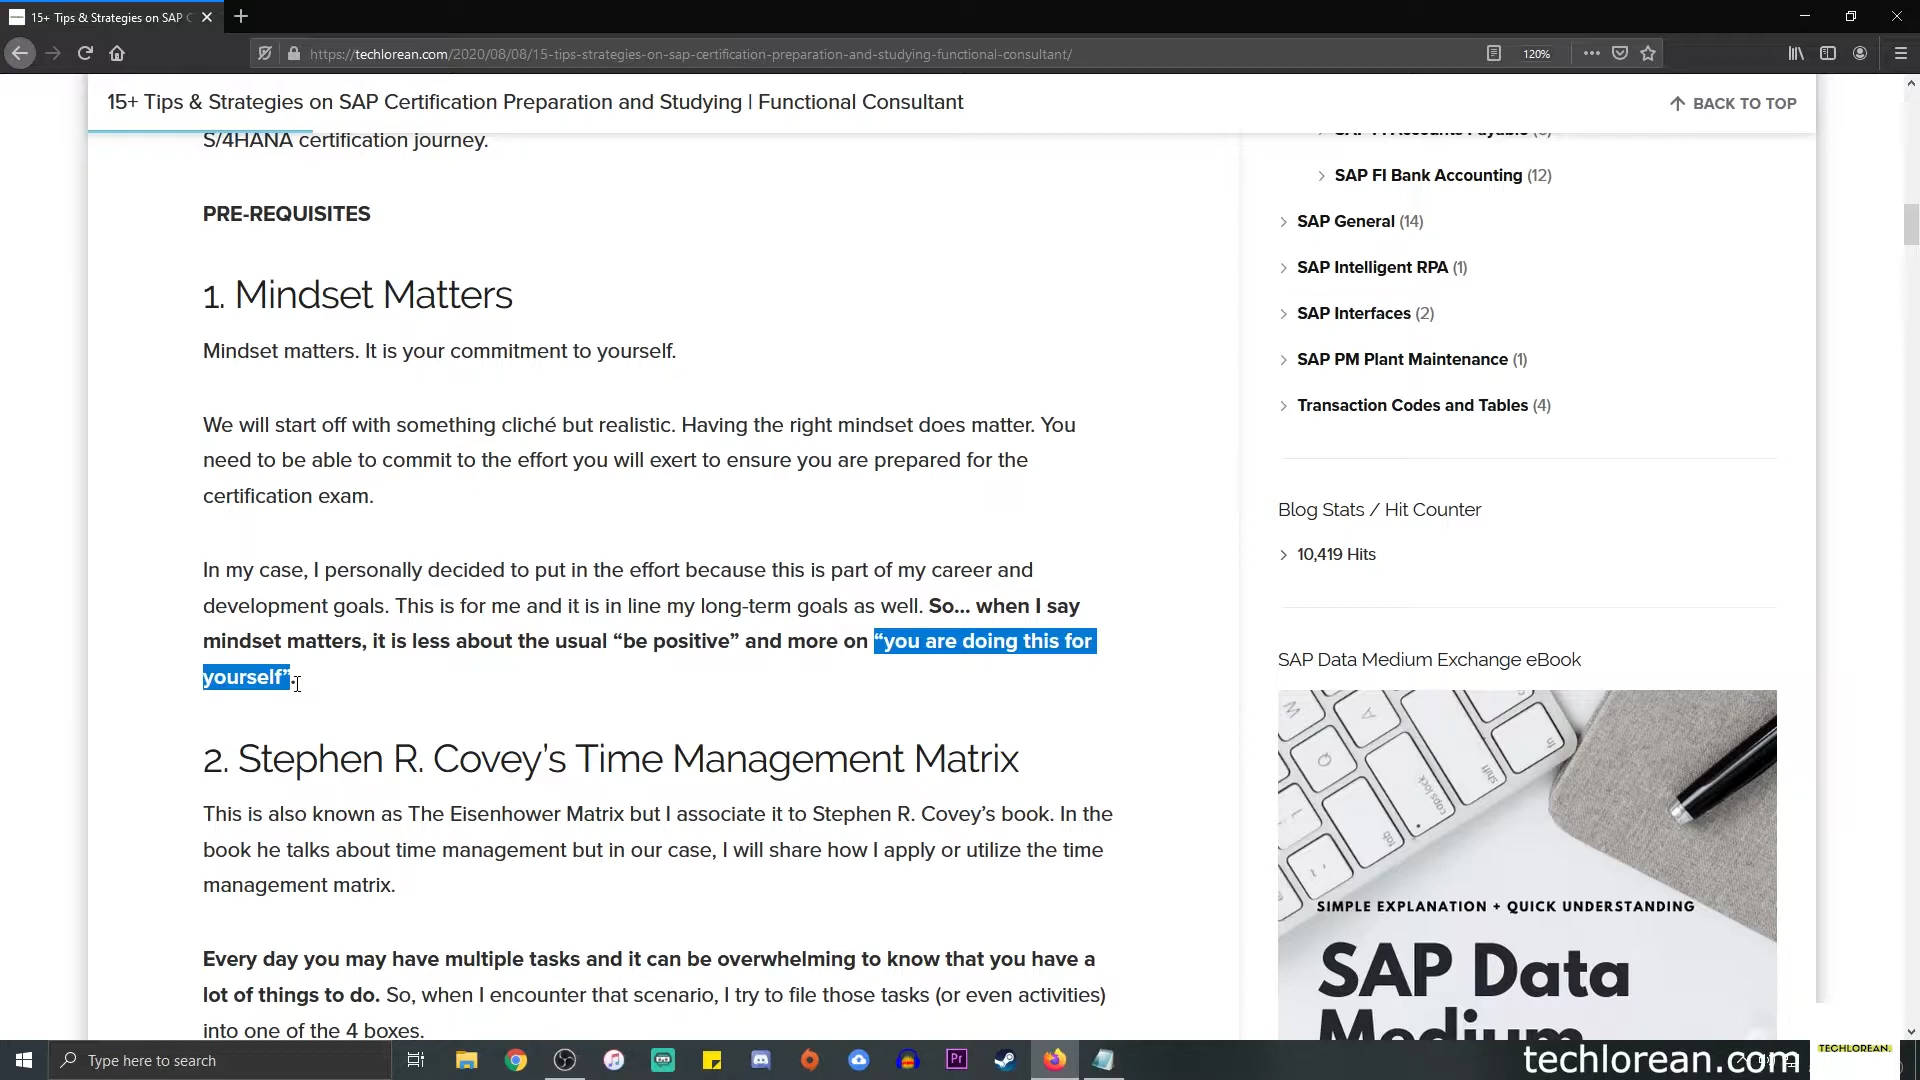 15+ Tips & Strategies on SAP C
https://techlorean.com/2020/08/08/15-tips-strategies-on-sap-certification-preparation-and-studying-functional-consultant/
120%
15+ Tips & Strategies on SAP Certification Preparation and Studying | Functional Consultant
BACK TO TOP
S/4HANA certification journey.
PRE-REQUISITES
1. Mindset Matters
Mindset matters. It is your commitment to yourself.
We will start off with something cliché but realistic. Having the right mindset does matter. You
need to be able to commit to the effort you will exert to ensure you are prepared for the
certification exam.
In my case, I personally decided to put in the effort because this is part of my career and
development goals. This is for me and it is in line my long-term goals as well. So... when I say
mindset matters, it is less about the usual “be positive” and more on “you are doing this for
yourself”.
2. Stephen R. Covey’s Time Management Matrix
This is also known as The Eisenhower Matrix but I associate it to Stephen R. Covey’s book. In the
book he talks about time management but in our case, I will share how I apply or utilize the time
management matrix.
Every day you may have multiple tasks and it can be overwhelming to know that you have a
lot of things to do. So, when I encounter that scenario, I try to file those tasks (or even activities)
into one of the 4 boxes.
SAP FI Accounts Payable (6)
SAP FI Bank Accounting (12)
SAP General (14)
SAP Intelligent RPA (1)
SAP Interfaces (2)
SAP PM Plant Maintenance (1)
Transaction Codes and Tables (4)
Blog Stats / Hit Counter
10,419 Hits
SAP Data Medium Exchange eBook
W
A
Q
fn
shift
caps lock
tab
SIMPLE EXPLANATION + QUICK UNDERSTANDING
SAP Data
Medium
Type here to search
Pr
techlorean.com
TECHLOREAN.